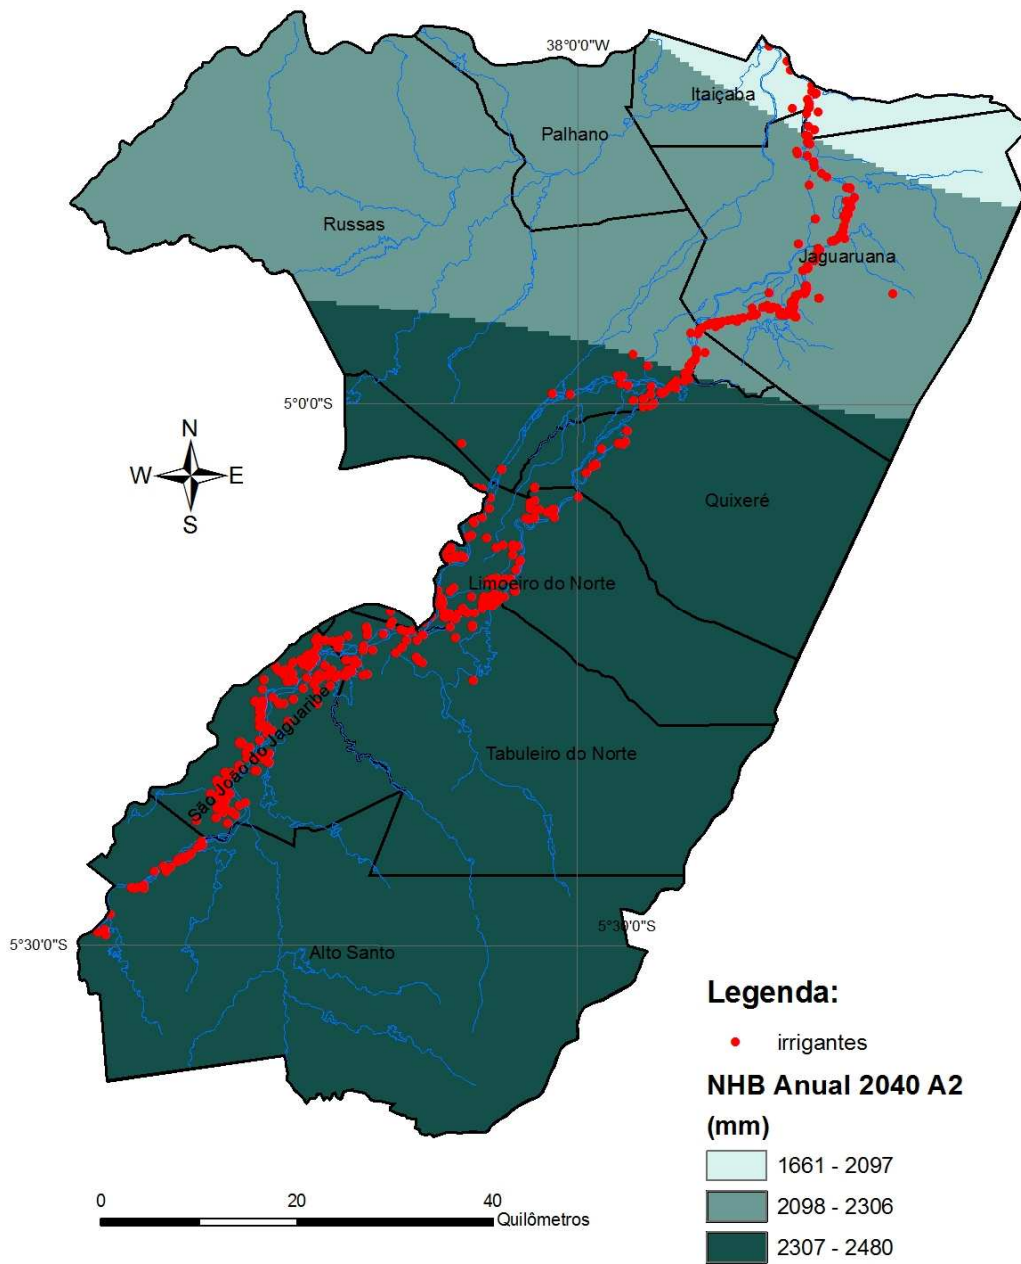 38°0'0"W
Itaiçaba
Palhano
Russas
Jaguaruana
5°0'0"S
N
W
E
S
Quixeré
Limoeiro do Norte
São João do Jaguaribe
Tabuleiro do Norte
5°30'0"S
5°30'0"S
Alto Santo
Legenda:
irrigantes
NHB Anual 2040 A2
(mm)
1661 - 2097
2098 - 2306
2307 - 2480
0 20 40
Quilômetros